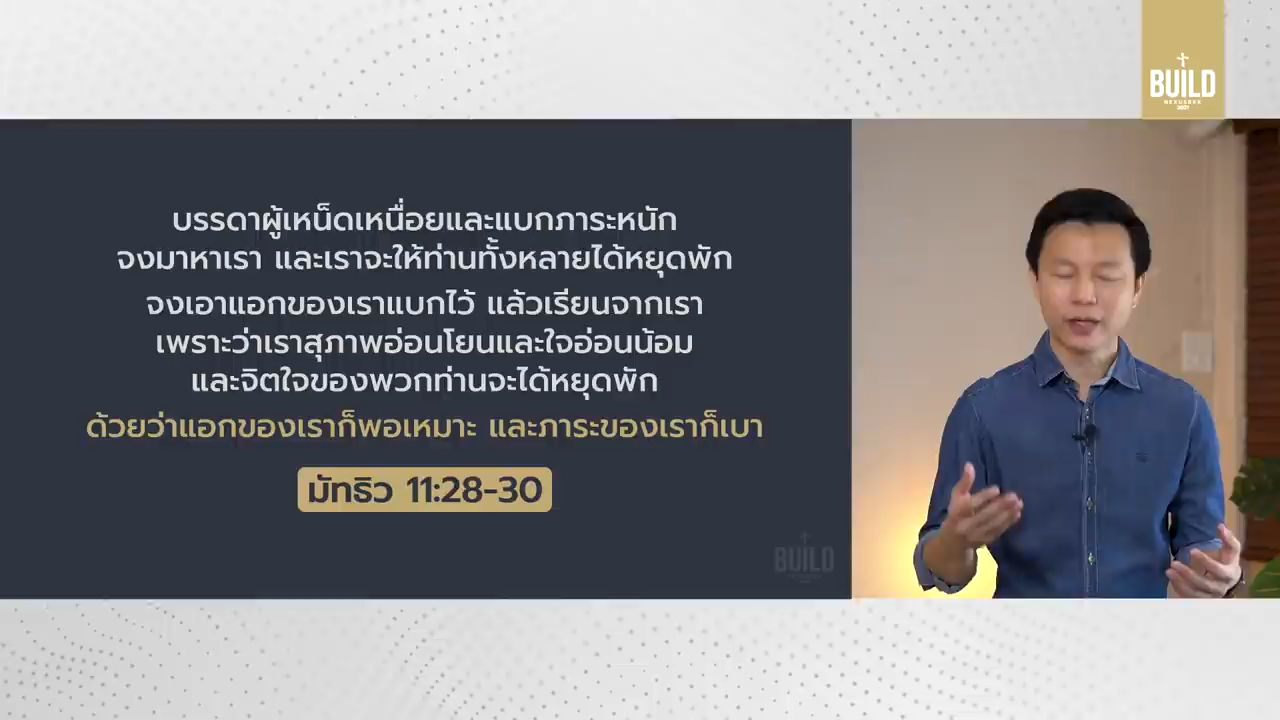 BUILD
NEXUSBKK
2021
บรรดาผู้เหน็ดเหนื่อยและแบกภาระหนัก
จงมาหาเรา และเราจะให้ท่านทั้งหลายได้หยุดพัก
จงเอาแอกของเราแบกไว้ แล้วเรียนจากเรา
เพราะว่าเราสุภาพอ่อนโยนและใจอ่อนน้อม
และจิตใจของพวกท่านจะได้หยุดพัก
ด้วยว่าแอกของเราก็พอเหมาะ และภาระของเราก็เบา
มัทธิว 11:28-30
BUILD